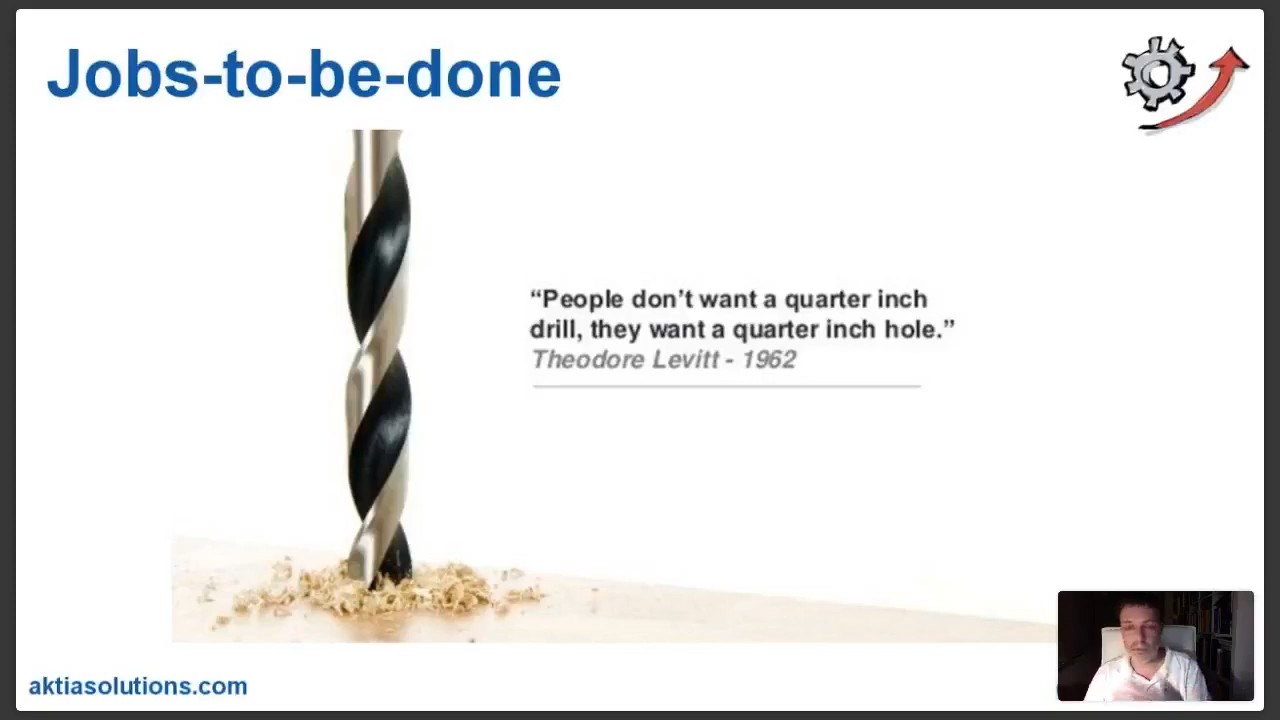 Jobs-to-be-done
“People don’t want a quarter inch
drill, they want a quarter inch hole.”
Theodore Levitt - 1962
aktiasolutions.com